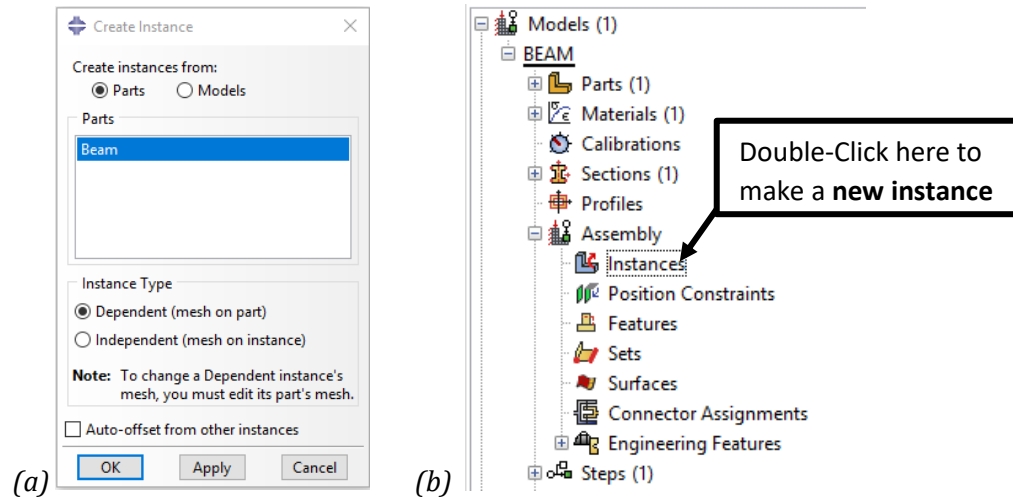 Create Instance
Create instances from:
Parts Models
Parts
Beam
Instance Type
Dependent (mesh on part)
Independent (mesh on instance)
Note: To change a Dependent instance's
mesh, you must edit its part's mesh.
Auto-offset from other instances
OK Apply Cancel
(a)
Models (1)
BEAM
Parts (1)
Materials (1)
Calibrations
Sections (1)
Profiles
Assembly
Instances
Position Constraints
Features
Sets
Surfaces
Connector Assignments
Engineering Features
Steps (1)
Double-Click here to
make a new instance
(b)